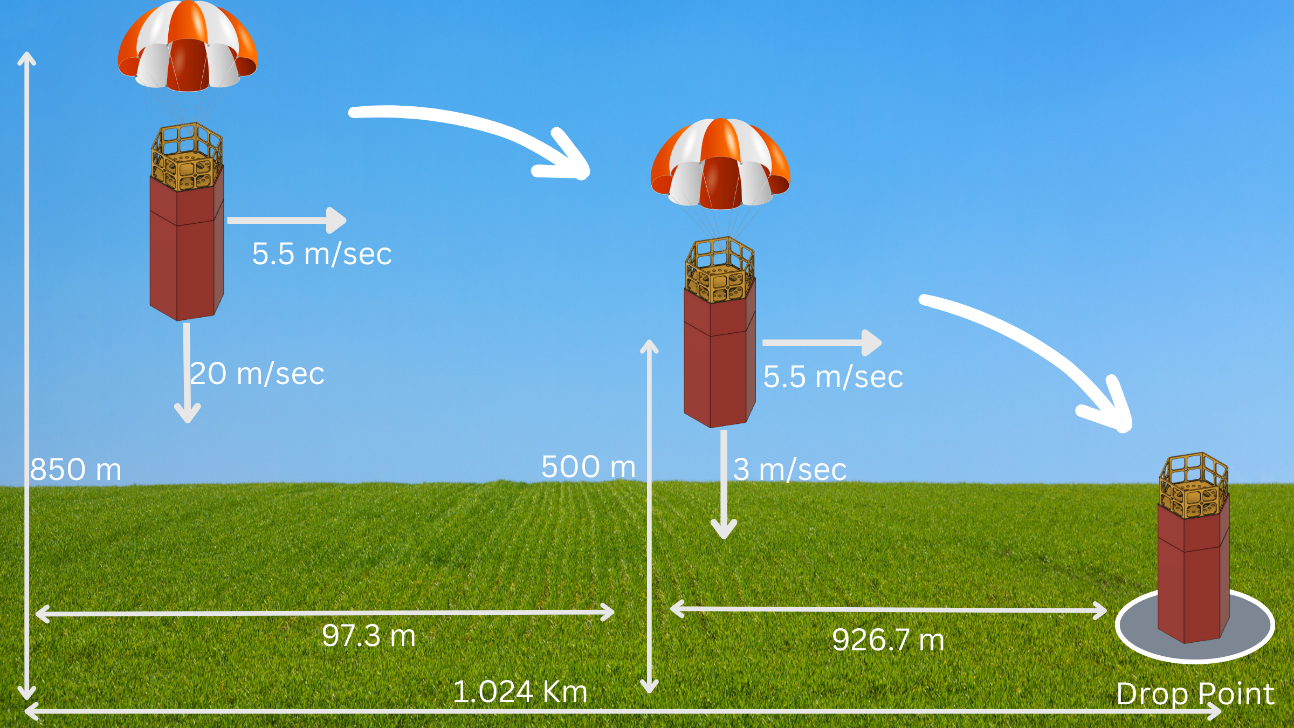 5.5 m/sec
20 m/sec
850 m
500 m
5.5 m/sec
3 m/sec
97.3 m
926.7 m
1.024 Km
Drop Point